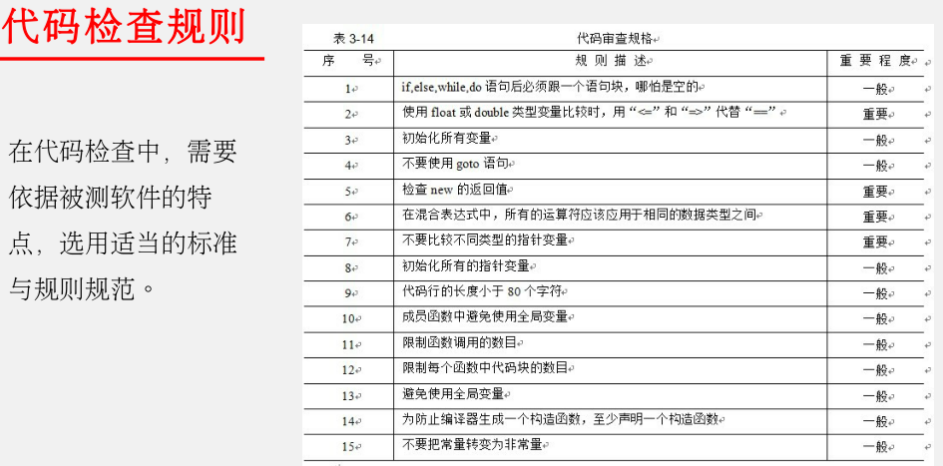 代码检查规则
在代码检查中，需要
依据被测软件的特
点，选用适当的标准
与规则规范。
表 3-14 代码审查规格
序 号 规 则 描 述 重 要 程 度
1 if,else,while,do 语句后必须跟一个语句块，哪怕是空的 一般
2 使用 float 或 double 类型变量比较时，用“<=”和“=>”代替“==” 重要
3 初始化所有变量 一般
4 不要使用 goto 语句 一般
5 检查 new 的返回值 重要
6 在混合表达式中，所有的运算符应该应用于相同的数据类型之间 重要
7 不要比较不同类型的指针变量 重要
8 初始化所有的指针变量 一般
9 代码行的长度小于 80 个字符 一般
10 成员函数中避免使用全局变量 一般
11 限制函数调用的数目 一般
12 限制每个函数中代码块的数目 一般
13 避免使用全局变量 一般
14 为防止编译器生成一个构造函数，至少声明一个构造函数 一般
15 不要把常量转变为非常量 一般